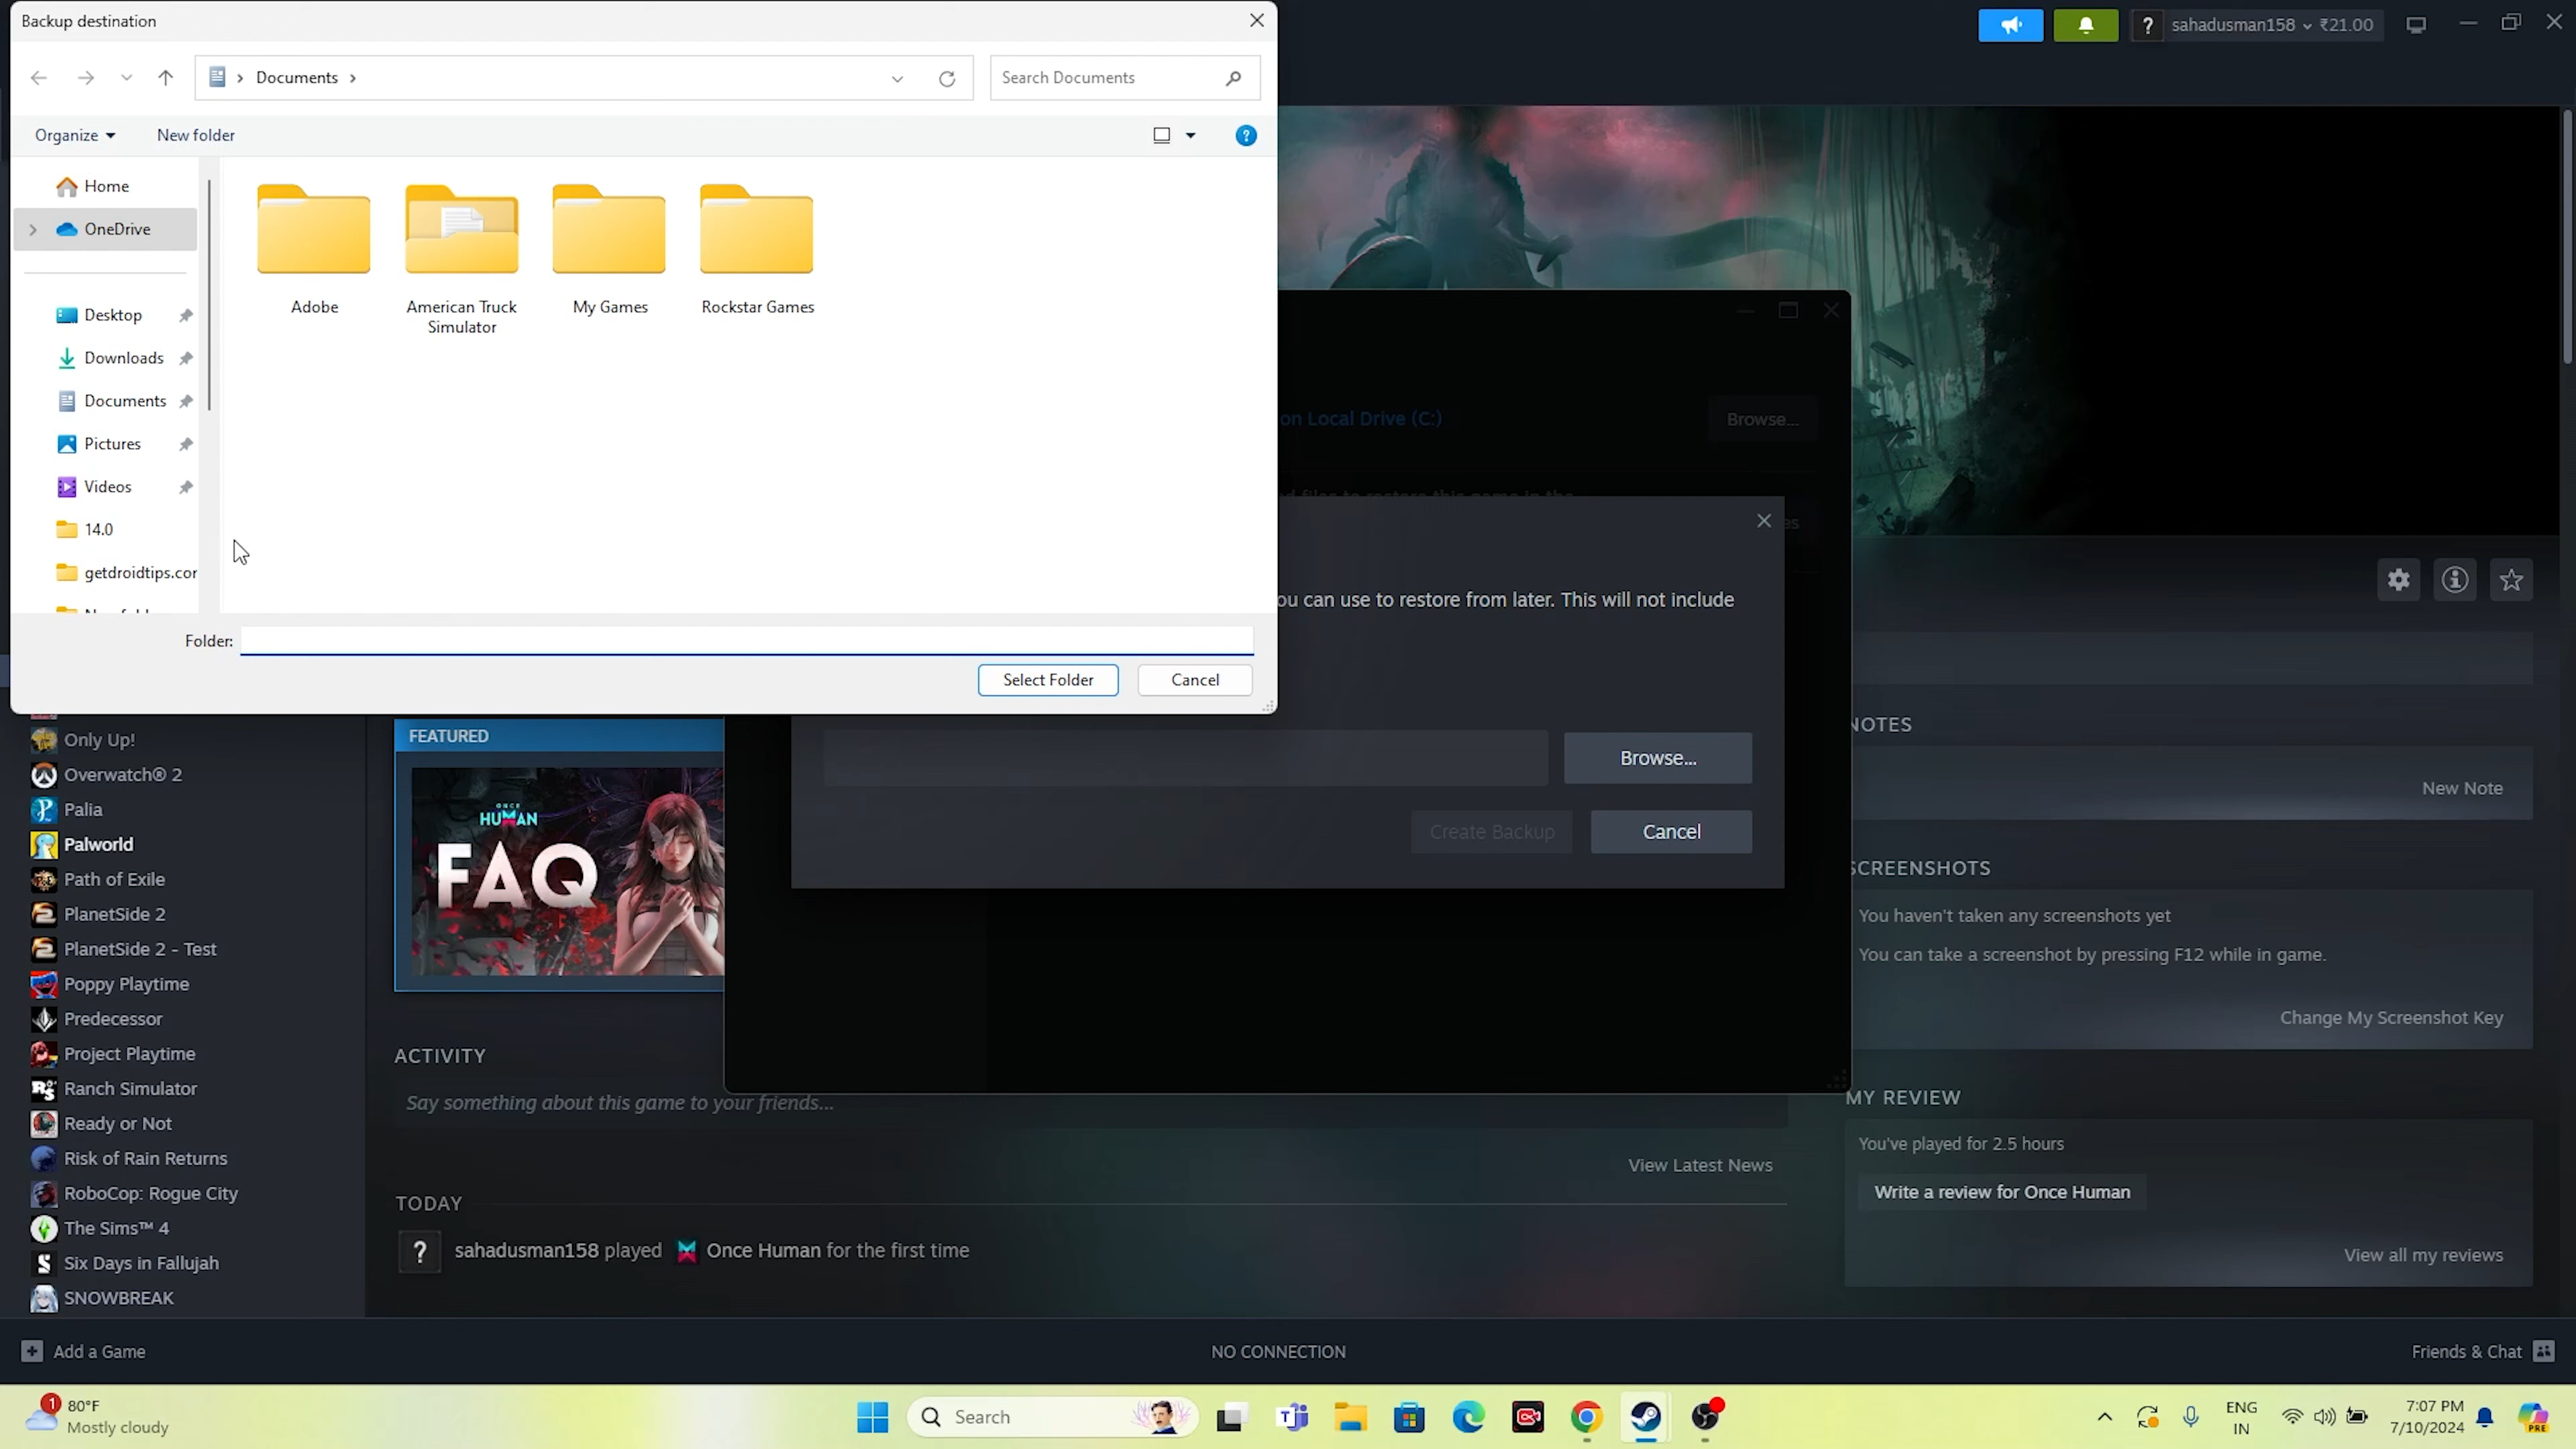 Backup destination
sahadusman158
₹21.00
Documents
Search Documents
Organize
New folder
Home
OneDrive
Desktop
Downloads
Documents
Pictures
Videos
14.0
getdroidtips.cor
Adobe
American Truck
Simulator
My Games
Rockstar Games
Folder:
Select Folder
Cancel
on Local Drive (C:)
Browse...
ou can use to restore from later. This will not include
Browse...
Create Backup
Cancel
Only Up!
Overwatch® 2
Palia
Palworld
Path of Exile
PlanetSide 2
PlanetSide 2 - Test
Poppy Playtime
Predecessor
Project Playtime
Ranch Simulator
Ready or Not
Risk of Rain Returns
RoboCop: Rogue City
The Sims™ 4
Six Days in Fallujah
SNOWBREAK
FEATURED
ONCE
HUMAN
FAQ
ACTIVITY
Say something about this game to your friends...
View Latest News
TODAY
sahadusman158 played Once Human for the first time
NOTES
New Note
SCREENSHOTS
You haven't taken any screenshots yet
You can take a screenshot by pressing F12 while in game.
Change My Screenshot Key
MY REVIEW
You've played for 2.5 hours
Write a review for Once Human
View all my reviews
Add a Game
NO CONNECTION
Friends & Chat
1
80°F
Mostly cloudy
Search
ENG
IN
7:07 PM
7/10/2024
PRE